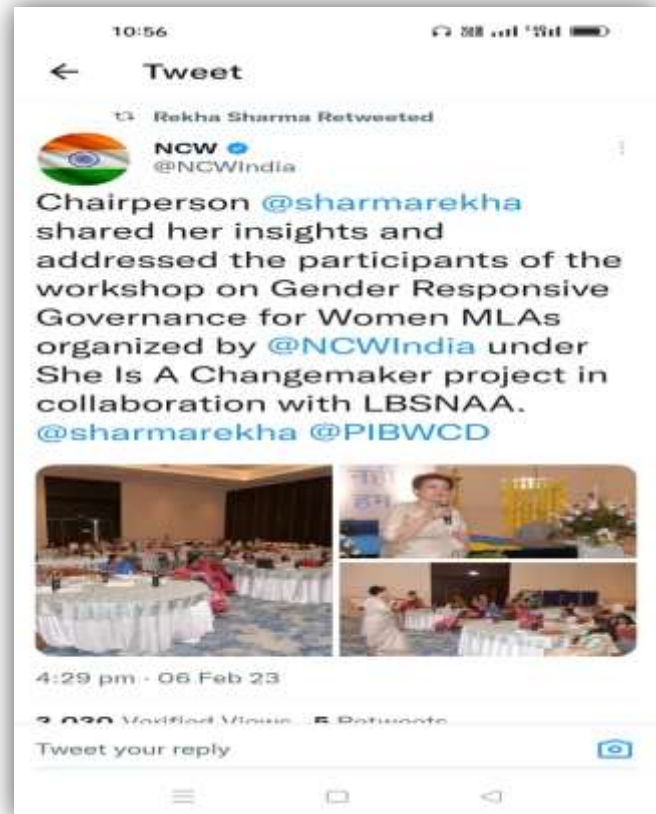 10:56
Tweet
Rekha Sharma Retweeted
NCW
@NCWIndia
Chairperson @sharmarekha
shared her insights and
addressed the participants of the
workshop on Gender Responsive
Governance for Women MLAs
organized by @NCWIndia under
She Is A Changemaker project in
collaboration with LBSNAA.
@sharmarekha @PIBWCD
4:29 pm · 06 Feb 23
Verified Views 5 Retweets
Tweet your reply